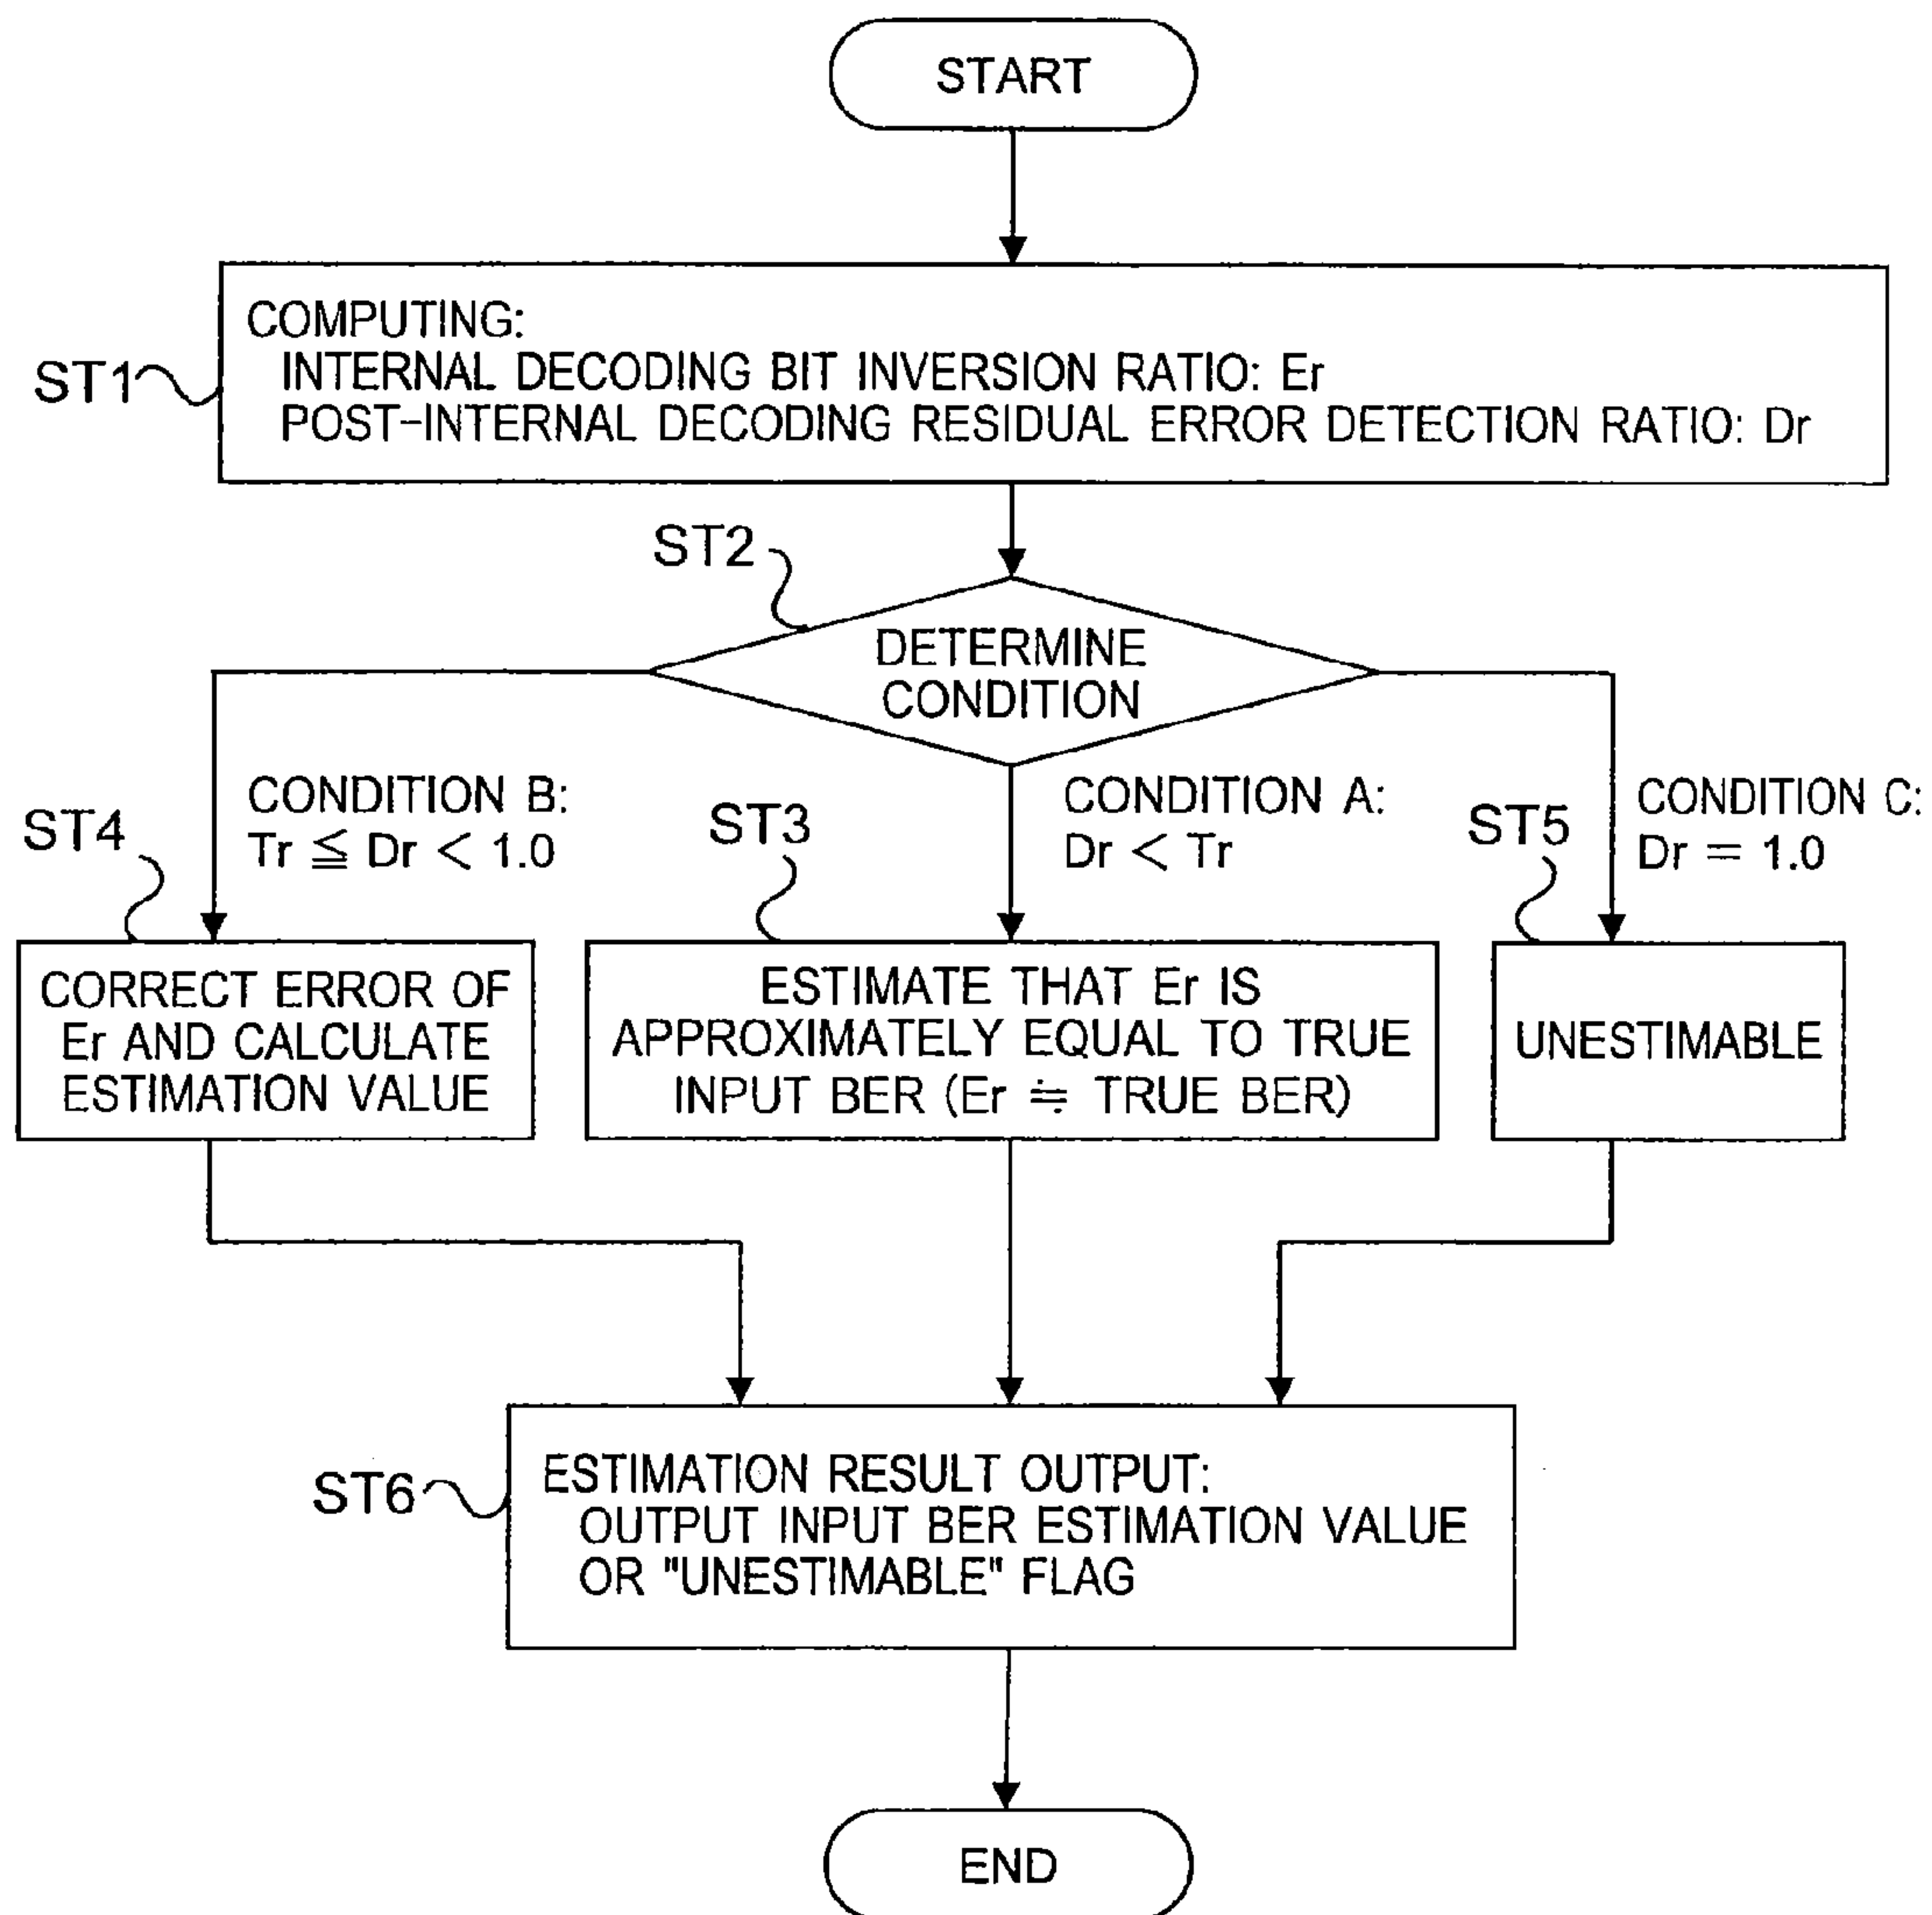 START
COMPUTING:
INTERNAL DECODING BIT INVERSION RATIO: Er
POST-INTERNAL DECODING RESIDUAL ERROR DETECTION RATIO: Dr
ST1
ST2
DETERMINE
CONDITION
ST4
CONDITION B:
Tr ≦ Dr < 1.0
ST3
CONDITION A:
Dr < Tr
ST5
CONDITION C:
Dr = 1.0
CORRECT ERROR OF
Er AND CALCULATE
ESTIMATION VALUE
ESTIMATE THAT Er IS
APPROXIMATELY EQUAL TO TRUE
INPUT BER (Er ≒ TRUE BER)
UNESTIMABLE
ST6
ESTIMATION RESULT OUTPUT:
OUTPUT INPUT BER ESTIMATION VALUE
OR "UNESTIMABLE" FLAG
END